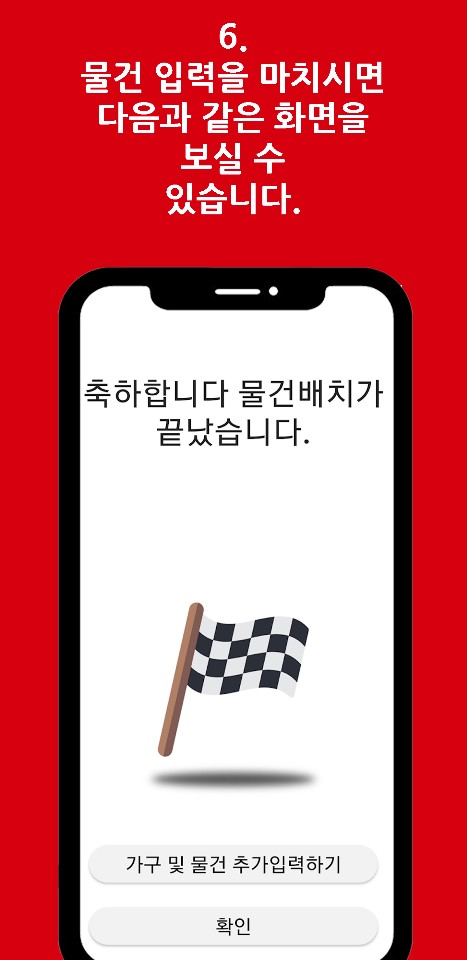 6.
물건 입력을 마치시면
다음과 같은 화면을
보실 수
있습니다.
축하합니다 물건배치가
끝났습니다.
가구 및 물건 추가입력하기
확인